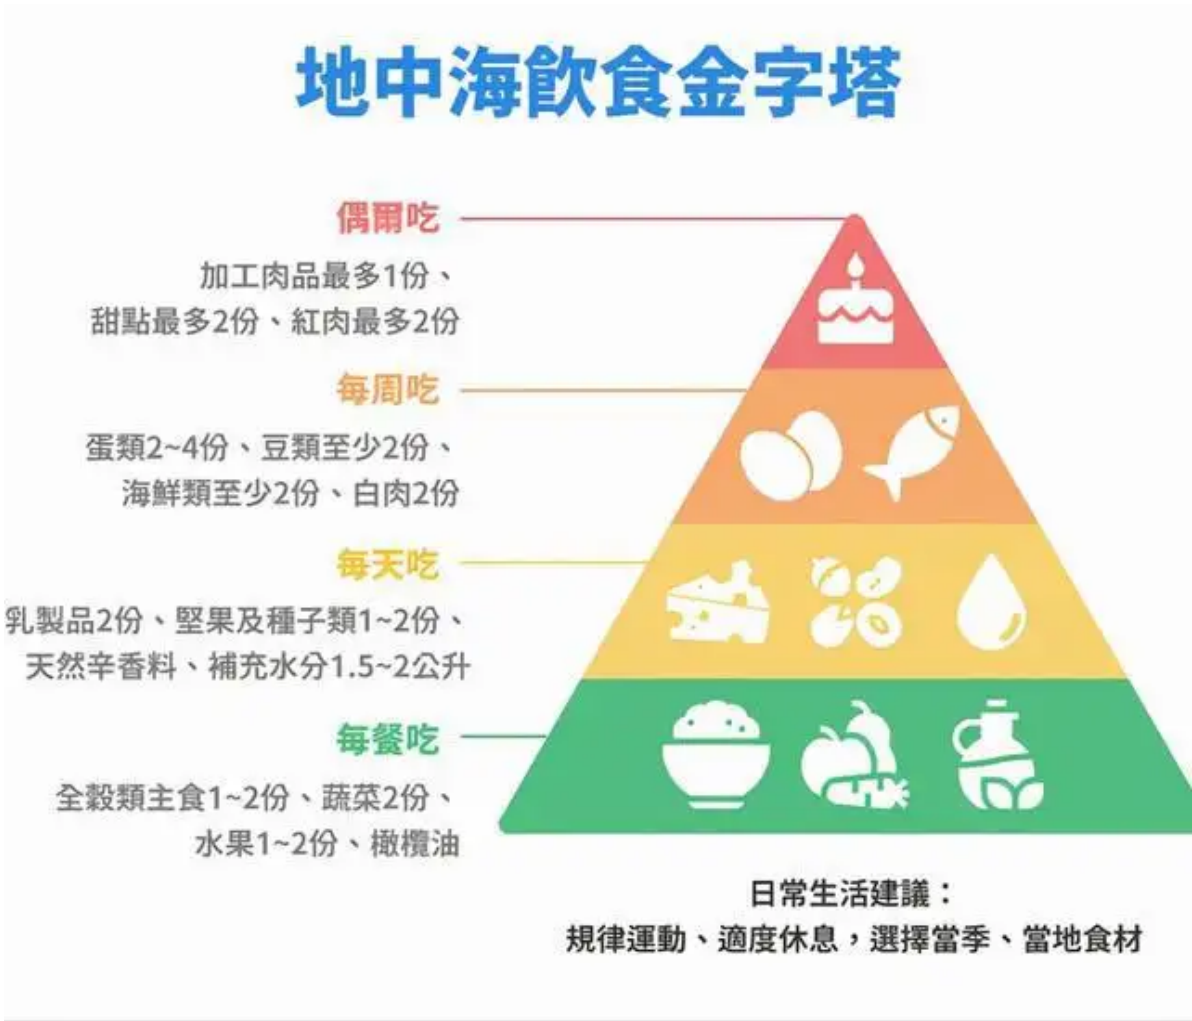 地中海飲食金字塔
偶爾吃
加工肉品最多1份、
甜點最多2份、紅肉最多2份
每周吃
蛋類2~4份、豆類至少2份、
海鮮類至少2份、白肉2份
每天吃
乳製品2份、堅果及種子類1~2份、
天然辛香料、補充水分1.5~2公升
每餐吃
全穀類主食1~2份、蔬菜2份、
水果1~2份、橄欖油
日常生活建議：
規律運動、適度休息，選擇當季、當地食材